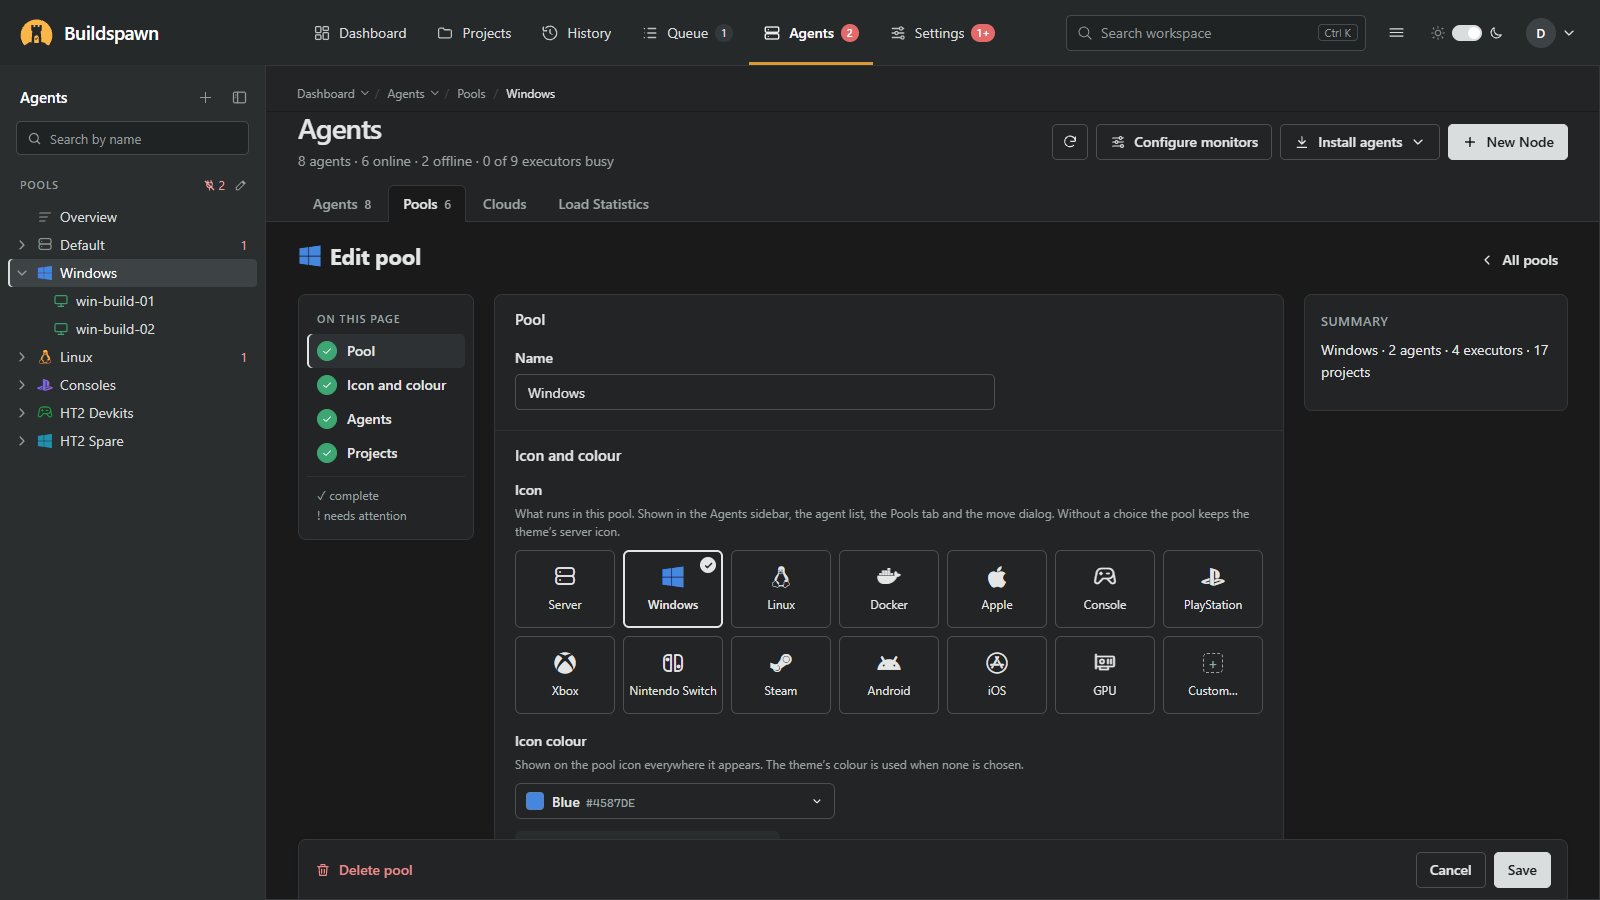 Buildspawn
Dashboard
Projects
History
Queue 1
Agents 2
Settings 1+
Search workspace
Ctrl K
D
Agents
Search by name
POOLS
2
Overview
Default 1
Windows
win-build-01
win-build-02
Linux 1
Consoles
HT2 Devkits
HT2 Spare
Dashboard / Agents / Pools / Windows
Agents
8 agents · 6 online · 2 offline · 0 of 9 executors busy
Configure monitors
Install agents
New Node
Agents 8
Pools 6
Clouds
Load Statistics
Edit pool
All pools
ON THIS PAGE
Pool
Icon and colour
Agents
Projects
✓ complete
! needs attention
Pool
Name
Windows
Icon and colour
Icon
What runs in this pool. Shown in the Agents sidebar, the agent list, the Pools tab and the move dialog. Without a choice the pool keeps the
theme's server icon.
Server
Windows
Linux
Docker
Apple
Console
PlayStation
Xbox
Nintendo Switch
Steam
Android
iOS
GPU
Custom...
Icon colour
Shown on the pool icon everywhere it appears. The theme's colour is used when none is chosen.
Blue #4587DE
SUMMARY
Windows · 2 agents · 4 executors · 17
projects
Delete pool
Cancel
Save